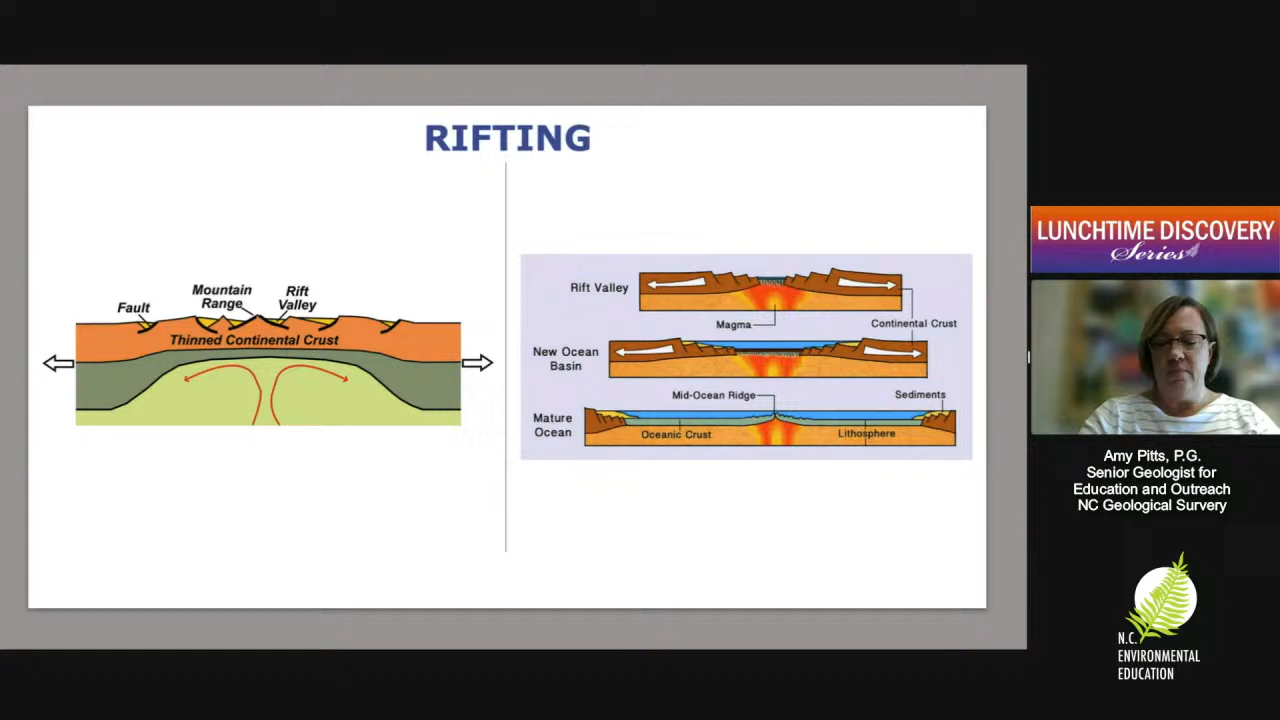 RIFTING
Mountain
Range
Rift
Valley
Fault
Thinned Continental Crust
Rift Valley
Magma
Continental Crust
New Ocean
Basin
Mid-Ocean Ridge
Sediments
Mature
Ocean
Oceanic Crust
Lithosphere
LUNCHTIME DISCOVERY
Series
Amy Pitts, P.G.
Senior Geologist for
Education and Outreach
NC Geological Survery
N.C.
ENVIRONMENTAL
EDUCATION